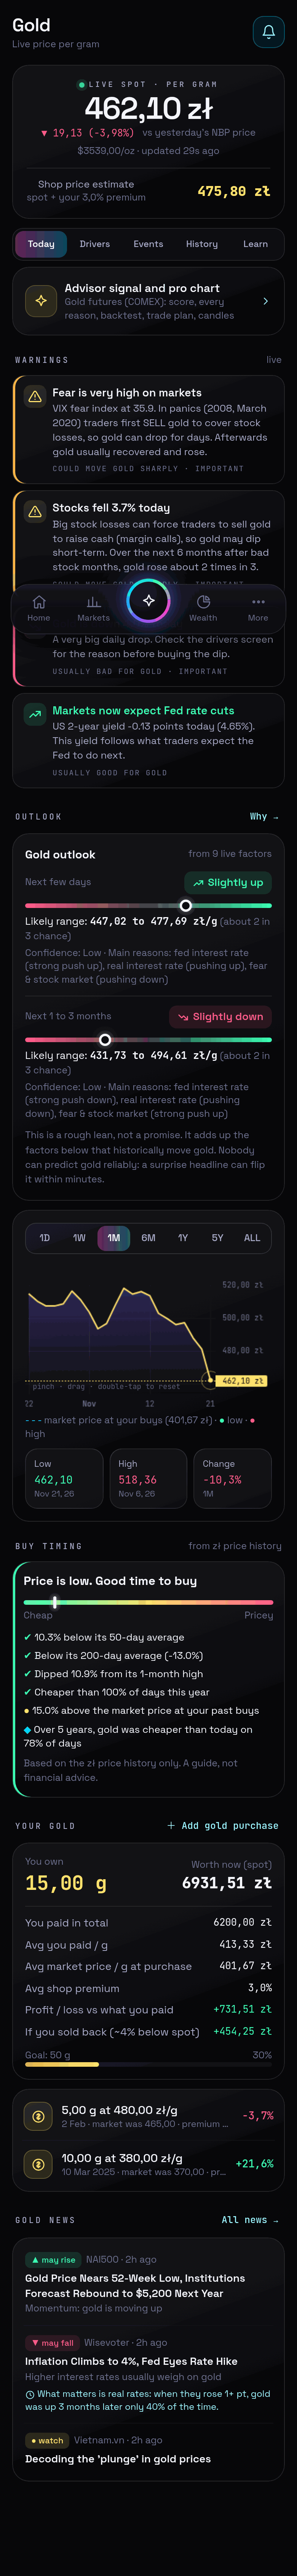 Gold
Live price per gram
LIVE SPOT · PER GRAM
462,10 zł
▼ 19,13 (-3,98%) vs yesterday's NBP price
$3539,00/oz · updated 29s ago
Shop price estimate
spot + your 3,0% premium
475,80 zł
Today
Drivers
Events
History
Learn
Advisor signal and pro chart
Gold futures (COMEX): score, every
reason, backtest, trade plan, candles
WARNINGS
live
Fear is very high on markets
VIX fear index at 35.9. In panics (2008, March
2020) traders first SELL gold to cover stock
losses, so gold can drop for days. Afterwards
gold usually recovered and rose.
COULD MOVE GOLD SHARPLY · IMPORTANT
Stocks fell 3.7% today
Big stock losses can force traders to sell gold
to raise cash (margin calls), so gold may dip
short-term. Over the next 6 months after bad
stock months, gold rose about 2 times in 3.
Home
Markets
Wealth
More
A very big daily drop. Check the drivers screen
for the reason before buying the dip.
USUALLY BAD FOR GOLD · IMPORTANT
Markets now expect Fed rate cuts
US 2-year yield -0.13 points today (4.65%).
This yield follows what traders expect the
Fed to do next.
USUALLY GOOD FOR GOLD
OUTLOOK
Why →
Gold outlook
from 9 live factors
Next few days
Slightly up
Likely range: 447,02 to 477,69 zł/g (about 2 in
3 chance)
Confidence: Low · Main reasons: fed interest rate
(strong push up), real interest rate (pushing up), fear
& stock market (pushing down)
Next 1 to 3 months
Slightly down
Likely range: 431,73 to 494,61 zł/g (about 2 in
3 chance)
Confidence: Low · Main reasons: fed interest rate
(strong push down), real interest rate (pushing
down), fear & stock market (strong push up)
This is a rough lean, not a promise. It adds up the
factors below that historically move gold. Nobody
can predict gold reliably: a surprise headline can flip
it within minutes.
1D
1W
1M
6M
1Y
5Y
ALL
520,00 zł
500,00 zł
480,00 zł
462,10 zł
pinch · drag · double-tap to reset
22
Nov
12
21
--- market price at your buys (401,67 zł) · ● low · ●
high
Low
462,10
Nov 21, 26
High
518,36
Nov 6, 26
Change
-10,3%
1M
BUY TIMING
from zł price history
Price is low. Good time to buy
Cheap
Pricey
✔ 10.3% below its 50-day average
✔ Below its 200-day average (-13.0%)
✔ Dipped 10.9% from its 1-month high
✔ Cheaper than 100% of days this year
● 15.0% above the market price at your past buys
◆ Over 5 years, gold was cheaper than today on
78% of days
Based on the zł price history only. A guide, not
financial advice.
YOUR GOLD
+ Add gold purchase
You own
15,00 g
Worth now (spot)
6931,51 zł
You paid in total
6200,00 zł
Avg you paid / g
413,33 zł
Avg market price / g at purchase
401,67 zł
Avg shop premium
3,0%
Profit / loss vs what you paid
+731,51 zł
If you sold back (~4% below spot)
+454,25 zł
Goal: 50 g
30%
5,00 g at 480,00 zł/g
2 Feb · market was 465,00 · premium ...
-3,7%
10,00 g at 380,00 zł/g
10 Mar 2025 · market was 370,00 · pr...
+21,6%
GOLD NEWS
All news →
▲ may rise
NAI500 · 2h ago
Gold Price Nears 52-Week Low, Institutions
Forecast Rebound to $5,200 Next Year
Momentum: gold is moving up
▼ may fall
Wisevoter · 2h ago
Inflation Climbs to 4%, Fed Eyes Rate Hike
Higher interest rates usually weigh on gold
What matters is real rates: when they rose 1+ pt, gold
was up 3 months later only 40% of the time.
● watch
Vietnam.vn · 2h ago
Decoding the 'plunge' in gold prices